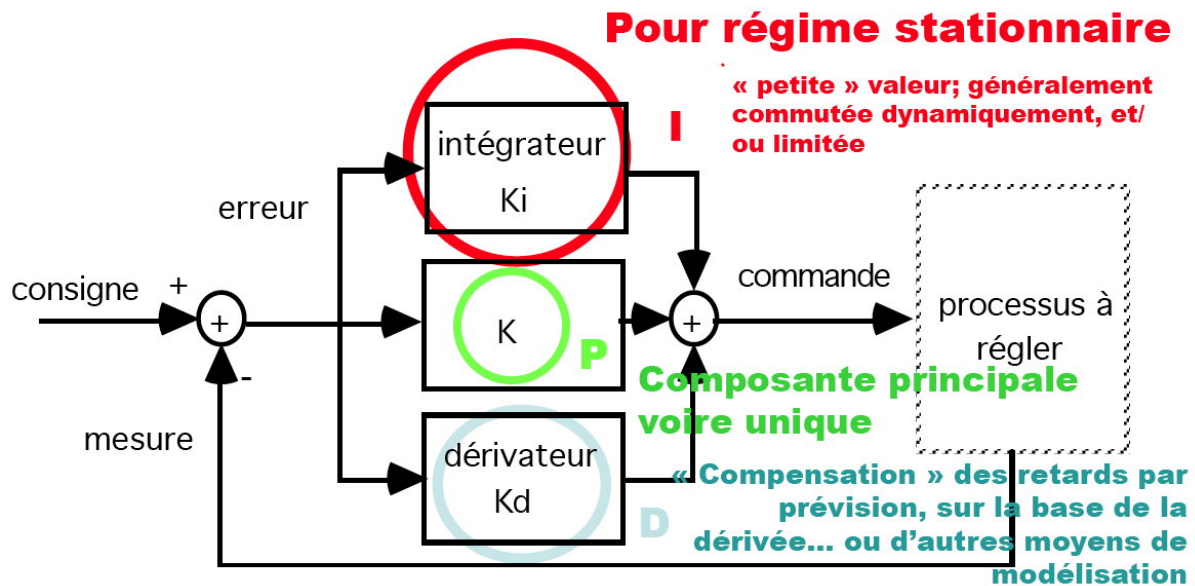 Pour régime stationnaire
« petite » valeur; généralement
commutée dynamiquement, et/
ou limitée
I
intégrateur
Ki
erreur
consigne
+
+
-
mesure
K
P
+
commande
processus à
régler
Composante principale
voire unique
dérivateur
Kd
D
« Compensation » des retards par
prévision, sur la base de la
dérivée... ou d'autres moyens de
modélisation